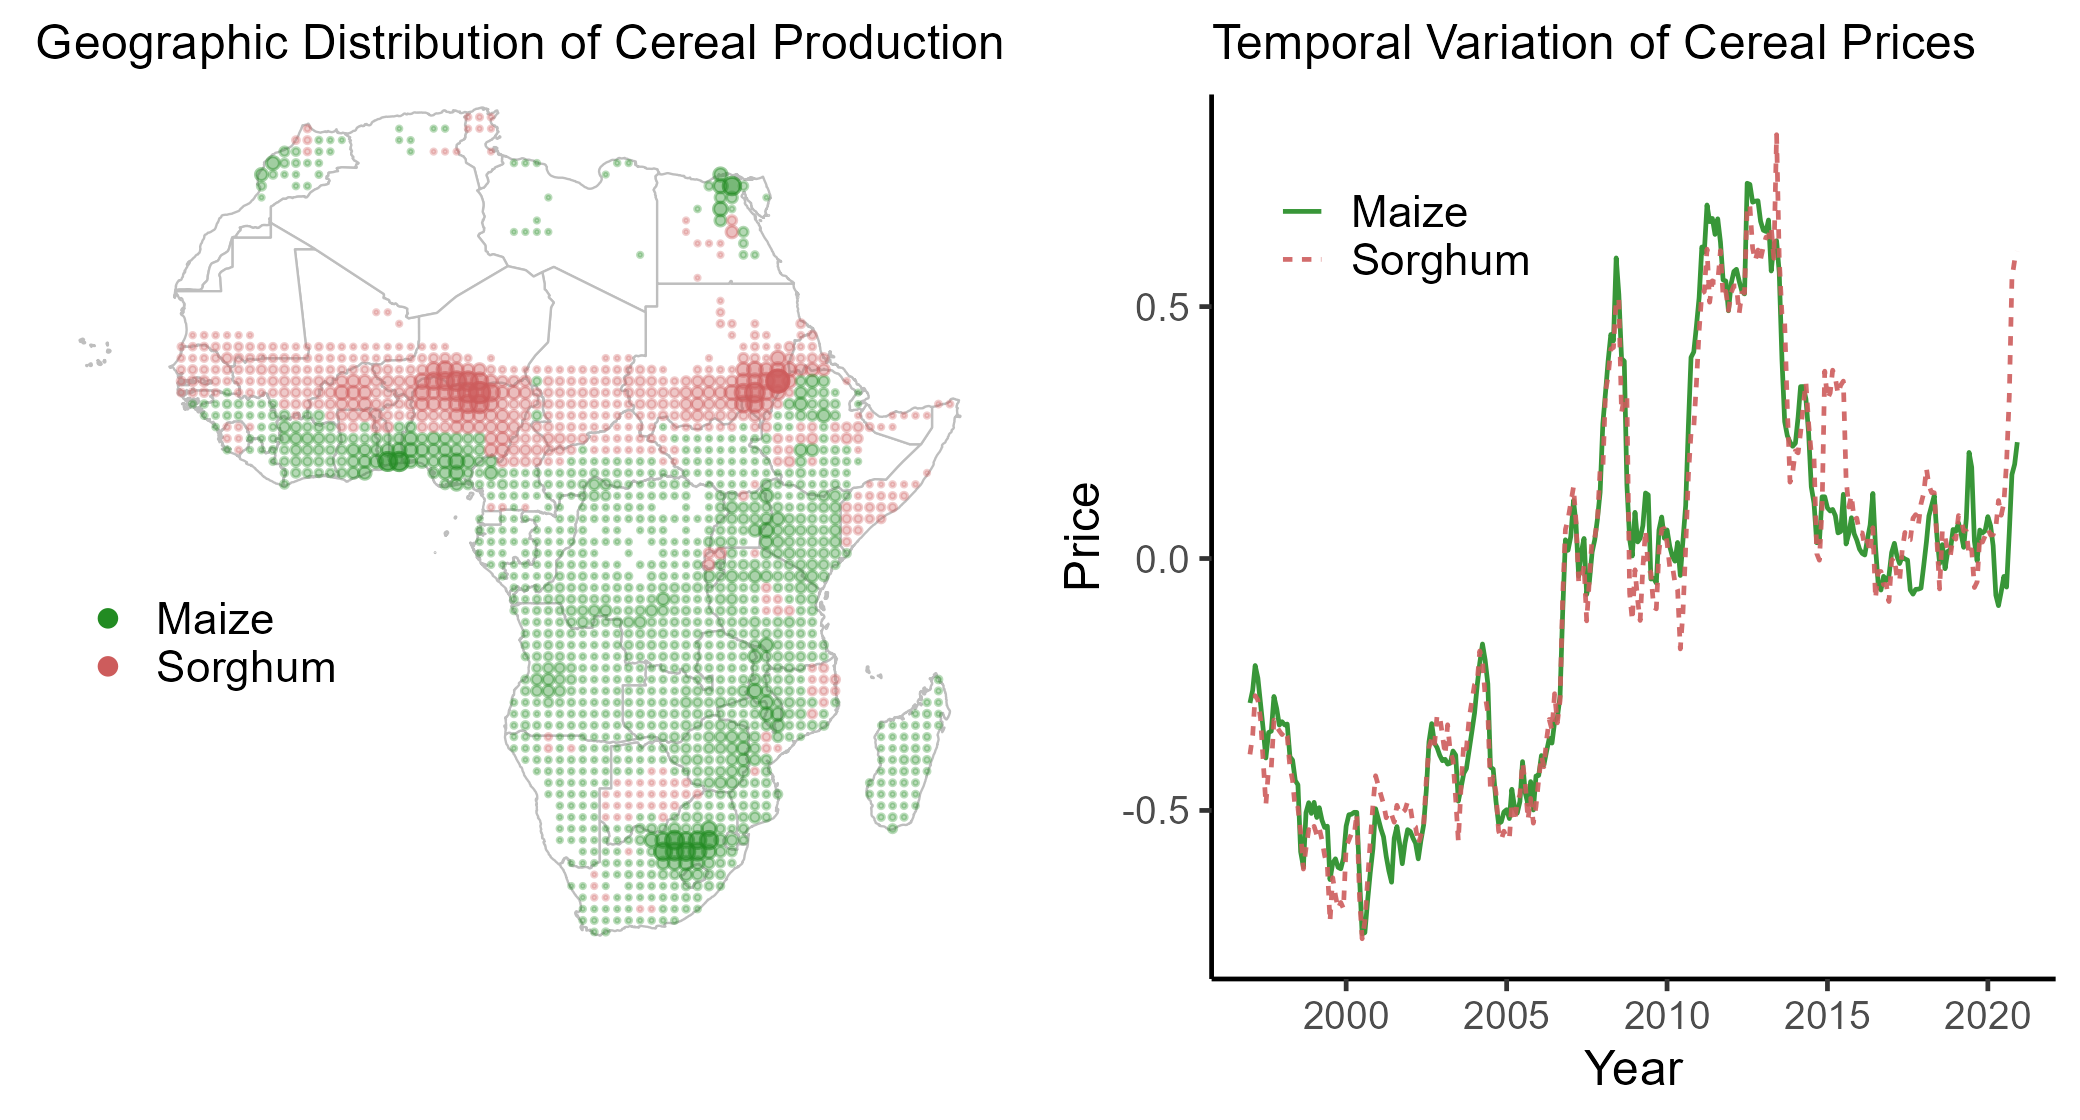 Geographic Distribution of Cereal Production
Maize
Sorghum
Temporal Variation of Cereal Prices
Maize
Sorghum
Price
0.5
0.0
-0.5
2000 2005 2010 2015 2020
Year